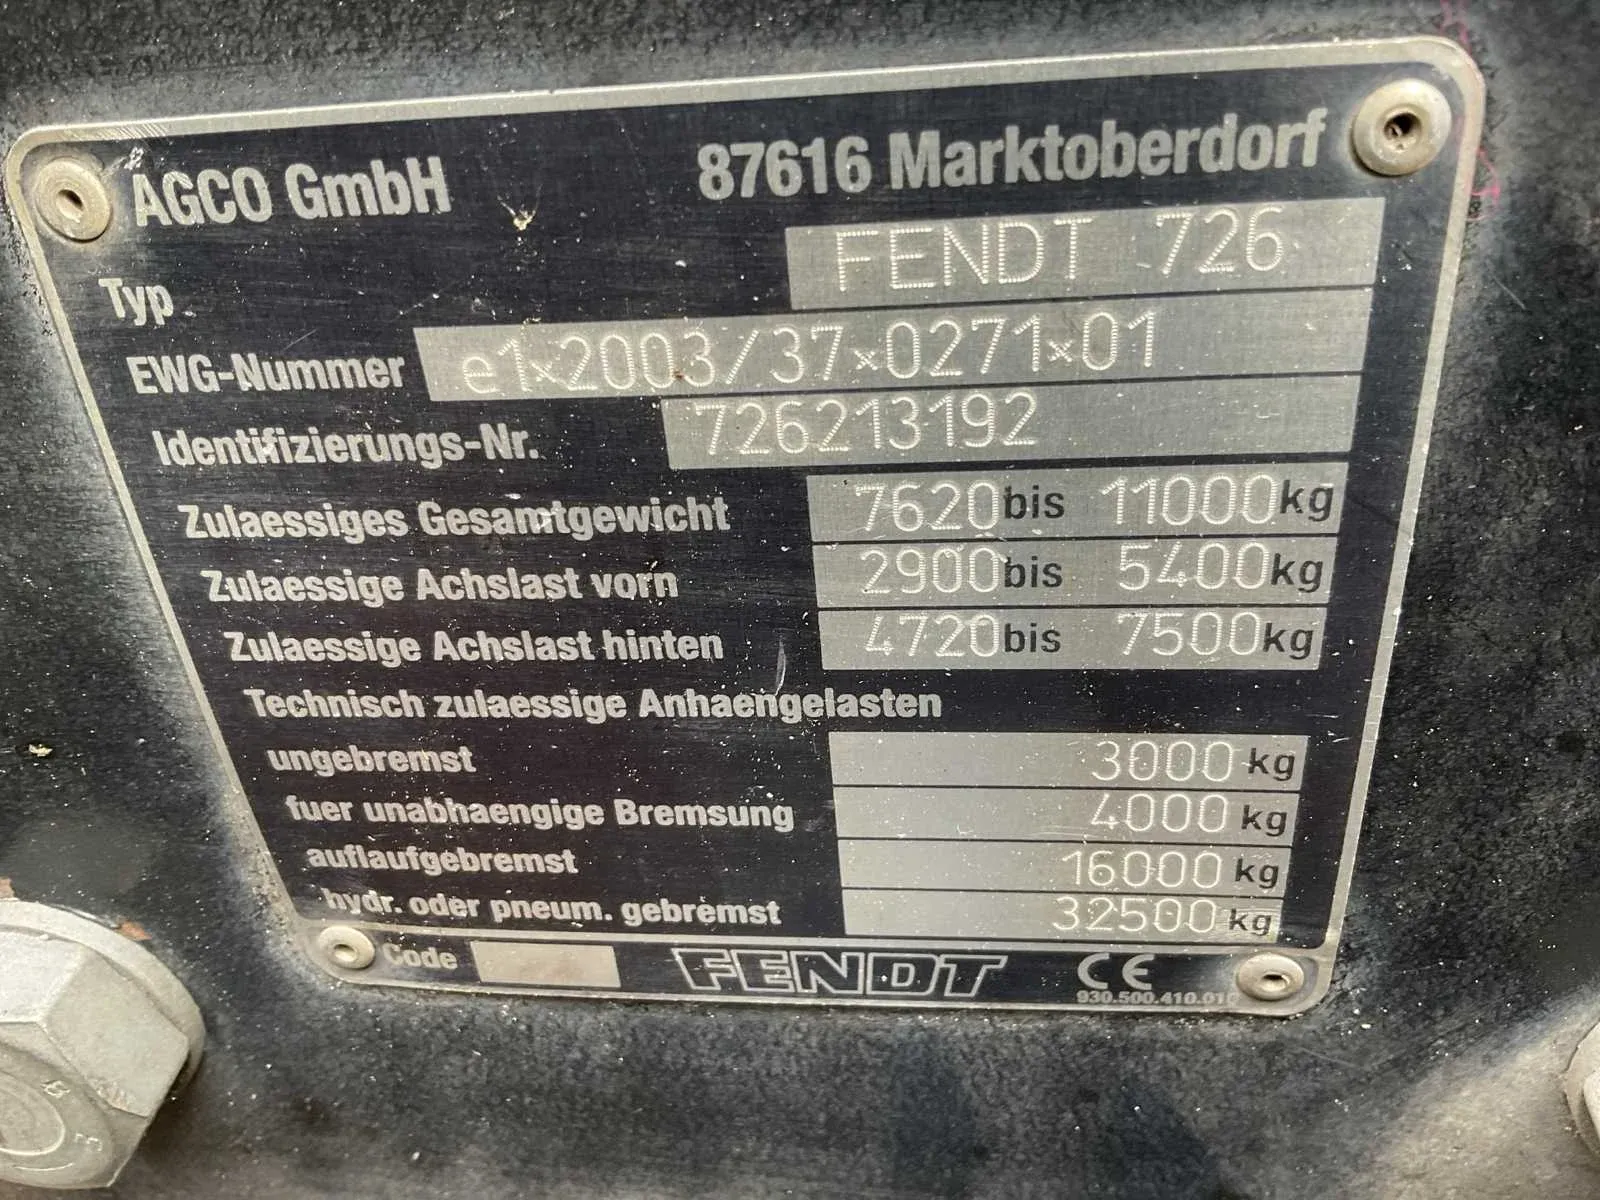 AGCO GmbH 87616 Marktoberdorf
Typ FENDT 726
EWG-Nummer e1×2003/37×0271×01
Identifizierungs-Nr. 726213192
Zulaessiges Gesamtgewicht 7620 bis 11000 kg
Zulaessige Achslast vorn 2900 bis 5400 kg
Zulaessige Achslast hinten 4720 bis 7500 kg
Technisch zulaessige Anhaengelasten
ungebremst 3000 kg
fuer unabhaengige Bremsung 4000 kg
auflaufgebremst 16000 kg
hydr. oder pneum. gebremst 32500 kg
Code FENDT CE